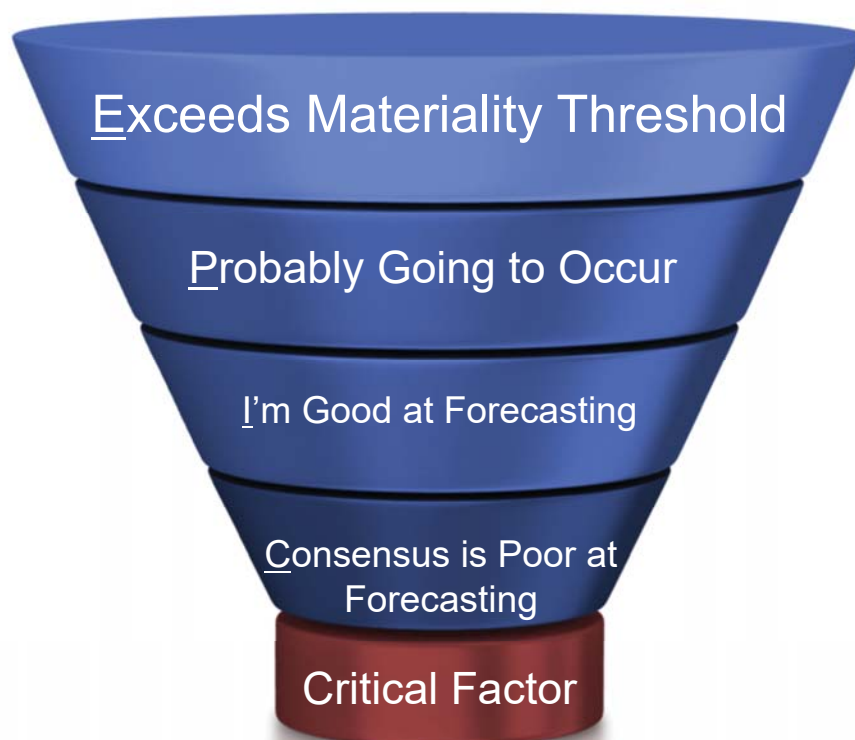 Exceeds Materiality Threshold
Probably Going to Occur
I’m Good at Forecasting
Consensus is Poor at
Forecasting
Critical Factor